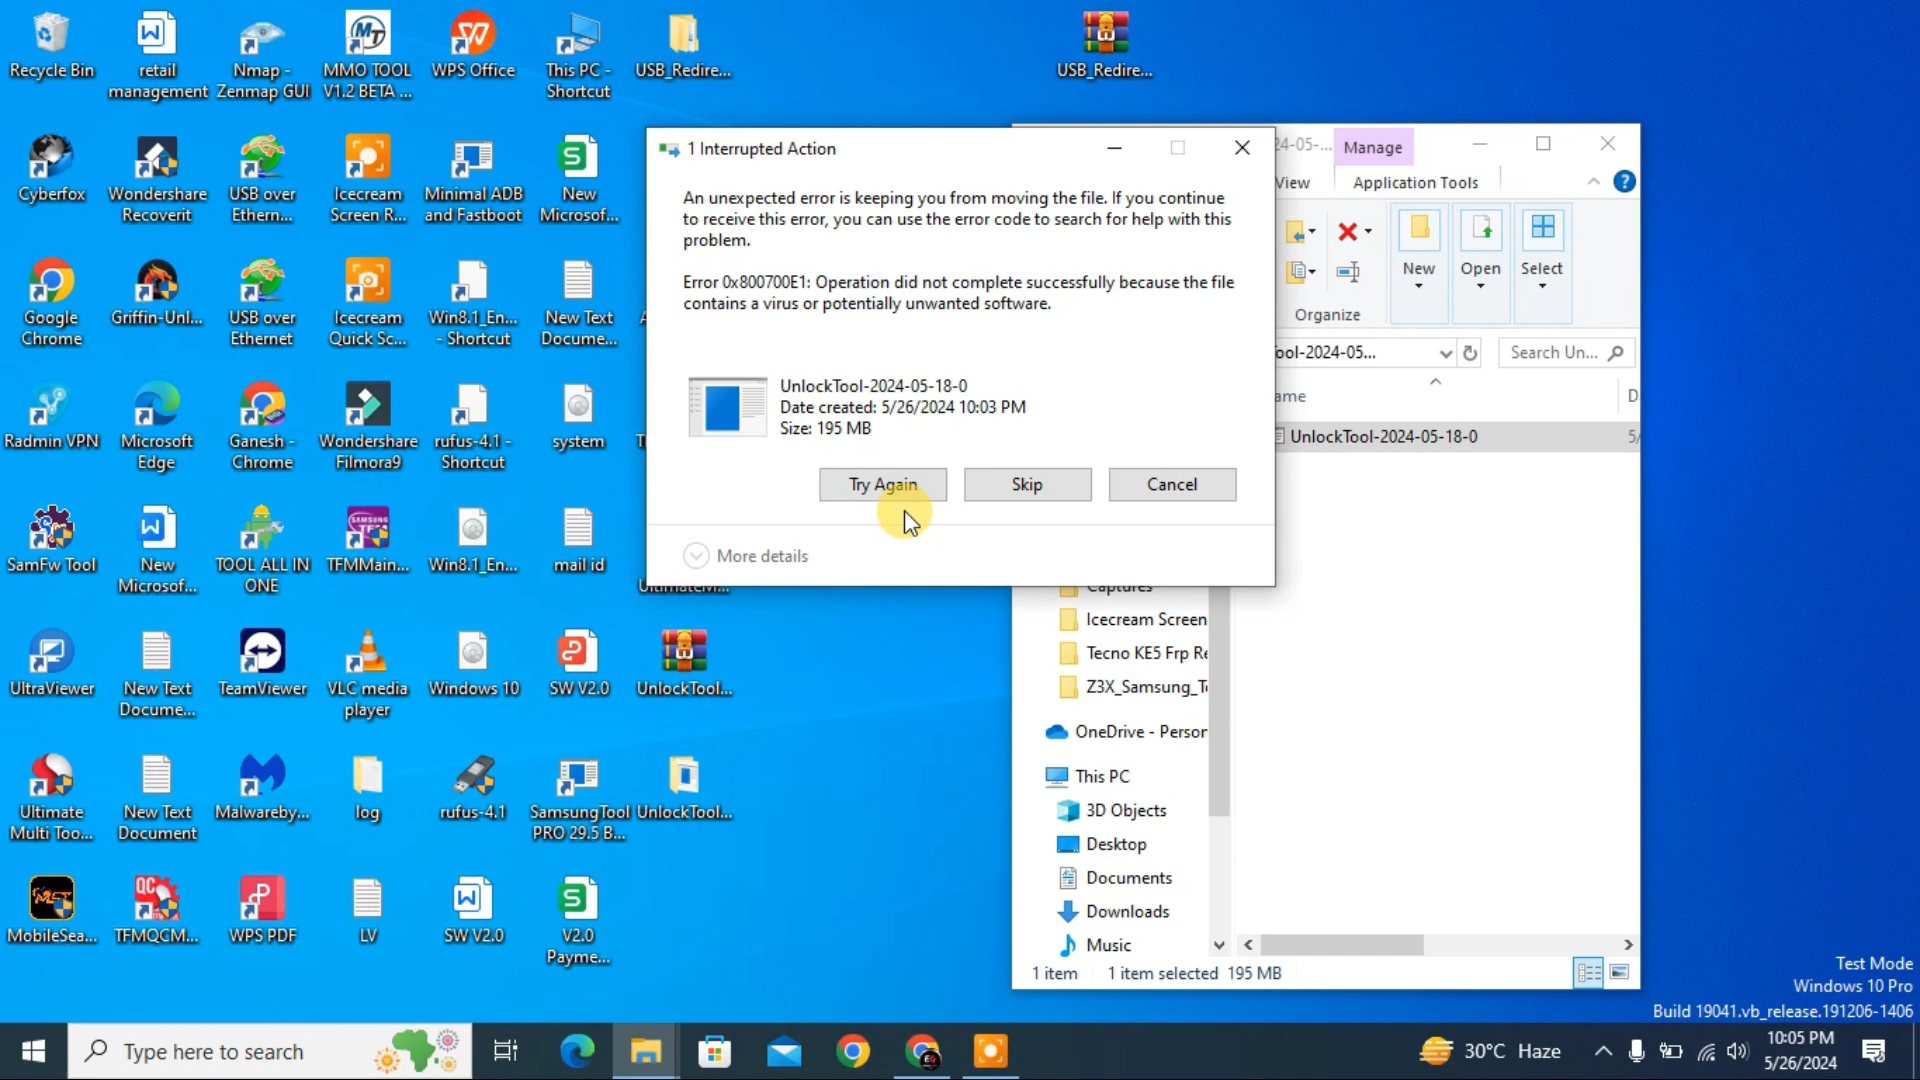 Recycle Bin
retail
management
Nmap -
Zenmap GUI
MMO TOOL
V1.2 BETA ...
WPS Office
This PC -
Shortcut
USB_Redire...
USB_Redire...
Cyberfox
Wondershare
Recoverit
USB over
Ethern...
Icecream
Screen R...
Minimal ADB
and Fastboot
New
Microsof...
Google
Chrome
Griffin-Unl...
USB over
Ethernet
Icecream
Quick Sc...
Win8.1_En...
- Shortcut
New Text
Docume...
Radmin VPN
Microsoft
Edge
Ganesh -
Chrome
Wondershare
Filmora9
rufus-4.1 -
Shortcut
system
SamFw Tool
New
Microsof...
TOOL ALL IN
ONE
TFMMain...
Win8.1_En...
mail id
UltraViewer
New Text
Docume...
TeamViewer
VLC media
player
Windows 10
SW V2.0
UnlockTool...
Ultimate
Multi Too...
New Text
Document
Malwareby...
log
rufus-4.1
SamsungTool
PRO 29.5 B...
UnlockTool...
MobileSea...
TFMQCM...
WPS PDF
LV
SW V2.0
V2.0
Payme...
1 Interrupted Action
An unexpected error is keeping you from moving the file. If you continue
to receive this error, you can use the error code to search for help with this
problem.
Error 0x800700E1: Operation did not complete successfully because the file
contains a virus or potentially unwanted software.
UnlockTool-2024-05-18-0
Date created: 5/26/2024 10:03 PM
Size: 195 MB
Try Again
Skip
Cancel
More details
24-05-...
Manage
View
Application Tools
New
Open
Select
Organize
ool-2024-05...
Search Un...
ame
D
UnlockTool-2024-05-18-0
5/
Captures
Icecream Screen
Tecno KE5 Frp Re
Z3X_Samsung_T
OneDrive - Person
This PC
3D Objects
Desktop
Documents
Downloads
Music
1 item
1 item selected
195 MB
Test Mode
Windows 10 Pro
Build 19041.vb_release.191206-1406
Type here to search
30°C Haze
10:05 PM
5/26/2024